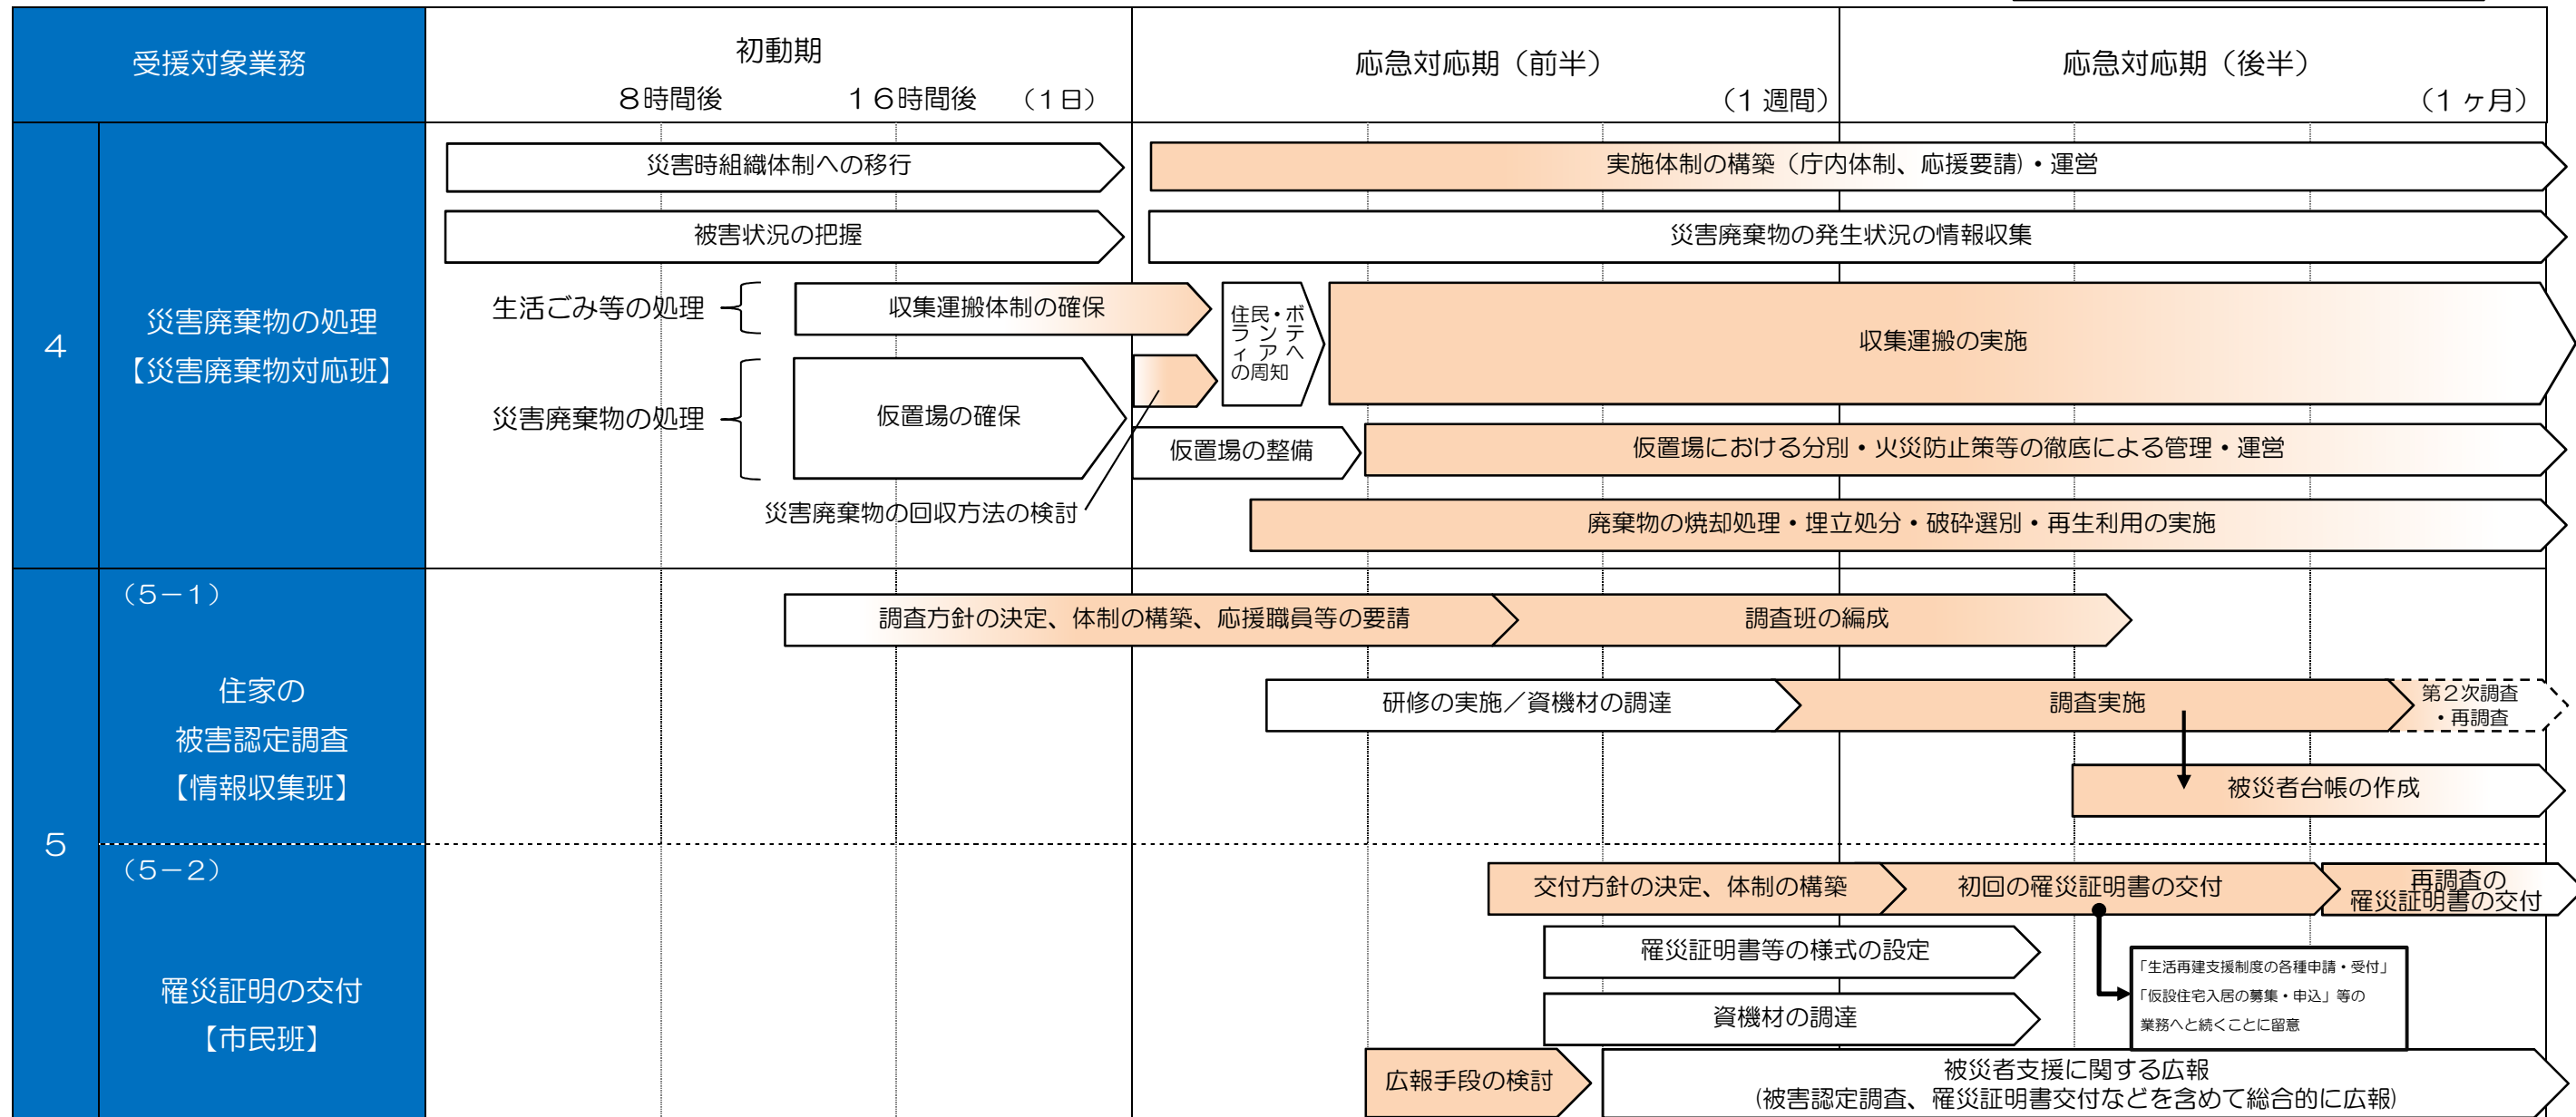 受援対象業務
初動期
８時間後
１６時間後
（１日）
応急対応期（前半）
（１週間）
応急対応期（後半）
（１ヶ月）
４
災害廃棄物の処理
【災害廃棄物対応班】
災害時組織体制への移行
実施体制の構築（庁内体制、応援要請）・運営
被害状況の把握
災害廃棄物の発生状況の情報収集
生活ごみ等の処理
収集運搬体制の確保
住民・ボランティアへの周知
収集運搬の実施
災害廃棄物の処理
仮置場の確保
仮置場の整備
仮置場における分別・火災防止策等の徹底による管理・運営
災害廃棄物の回収方法の検討
廃棄物の焼却処理・埋立処分・破砕選別・再生利用の実施
５
（５－１）
住家の
被害認定調査
【情報収集班】
調査方針の決定、体制の構築、応援職員等の要請
調査班の編成
研修の実施／資機材の調達
調査実施
第２次調査
・再調査
被災者台帳の作成
（５－２）
罹災証明の交付
【市民班】
交付方針の決定、体制の構築
初回の罹災証明書の交付
再調査の
罹災証明書の交付
罹災証明書等の様式の設定
資機材の調達
「生活再建支援制度の各種申請・受付」
「仮設住宅入居の募集・申込」等の
業務へと続くことに留意
広報手段の検討
被災者支援に関する広報
（被害認定調査、罹災証明書交付などを含めて総合的に広報）